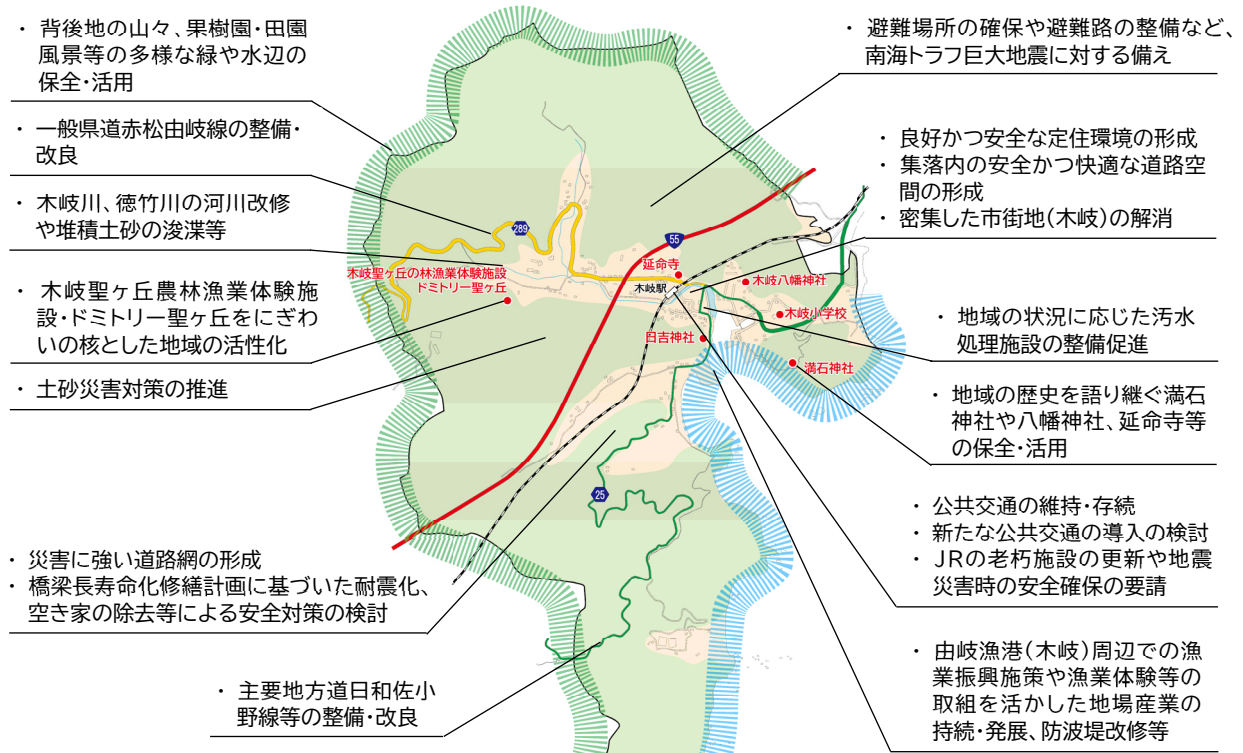 ・ 背後地の山々、果樹園・田園
風景等の多様な緑や水辺の
保全・活用
・ 一般県道赤松由岐線の整備・
改良
・ 木岐川、徳竹川の河川改修
や堆積土砂の浚渫等
・ 木岐聖ヶ丘農林漁業体験施
設・ドミトリー聖ヶ丘をにぎわ
いの核とした地域の活性化
・ 土砂災害対策の推進
・ 災害に強い道路網の形成
・ 橋梁長寿命化修繕計画に基づいた耐震化、
空き家の除去等による安全対策の検討
・ 主要地方道日和佐小
野線等の整備・改良
289
55
25
木岐聖ヶ丘の林漁業体験施設
ドミトリー聖ヶ丘
延命寺
木岐駅
木岐八幡神社
木岐小学校
日吉神社
満石神社
・ 避難場所の確保や避難路の整備など、
南海トラフ巨大地震に対する備え
・ 良好かつ安全な定住環境の形成
・ 集落内の安全かつ快適な道路空
間の形成
・ 密集した市街地(木岐)の解消
・ 地域の状況に応じた汚水
処理施設の整備促進
・ 地域の歴史を語り継ぐ満石
神社や八幡神社、延命寺等
の保全・活用
・ 公共交通の維持・存続
・ 新たな公共交通の導入の検討
・ JRの老朽施設の更新や地震
災害時の安全確保の要請
・ 由岐漁港(木岐)周辺での漁
業振興施策や漁業体験等の
取組を活かした地場産業の
持続・発展、防波堤改修等